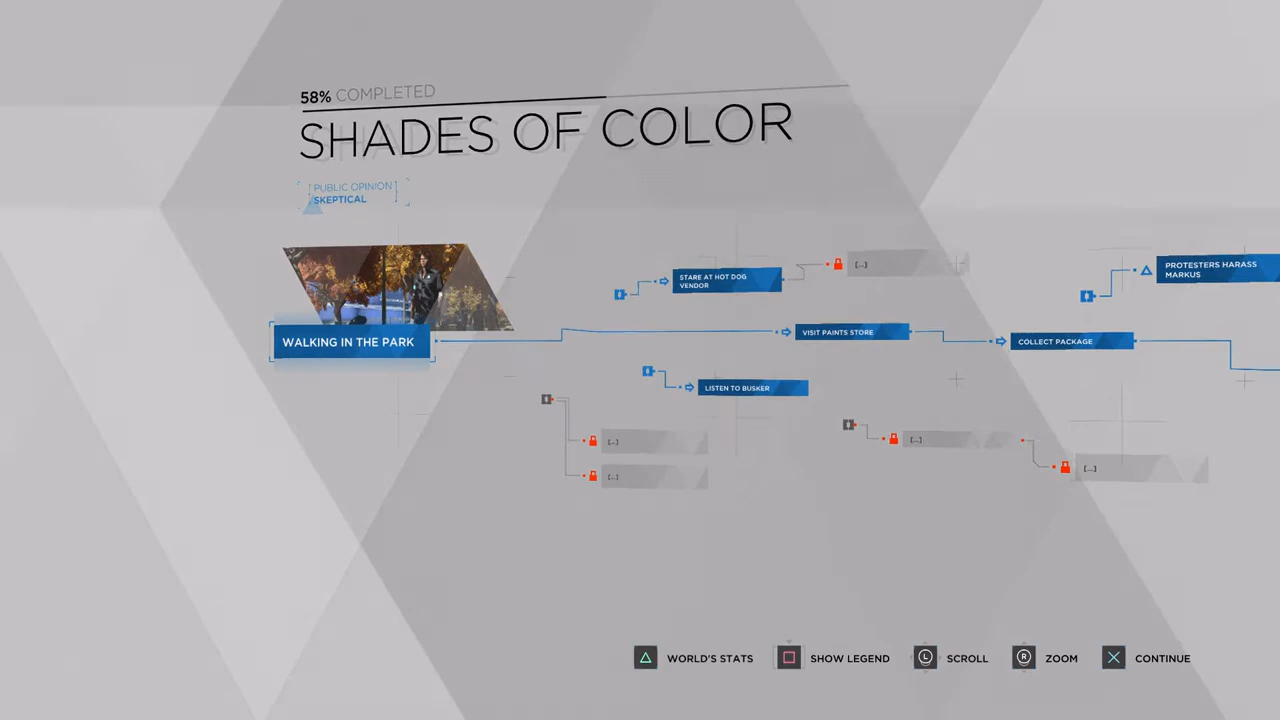 58% COMPLETED
SHADES OF COLOR
PUBLIC OPINION
SKEPTICAL
WALKING IN THE PARK
STARE AT HOT DOG
VENDOR
[...]
PROTESTERS HARASS
MARKUS
VISIT PAINTS STORE
COLLECT PACKAGE
LISTEN TO BUSKER
[...]
[...]
[...]
[...]
WORLD'S STATS
SHOW LEGEND
L
SCROLL
R
ZOOM
CONTINUE